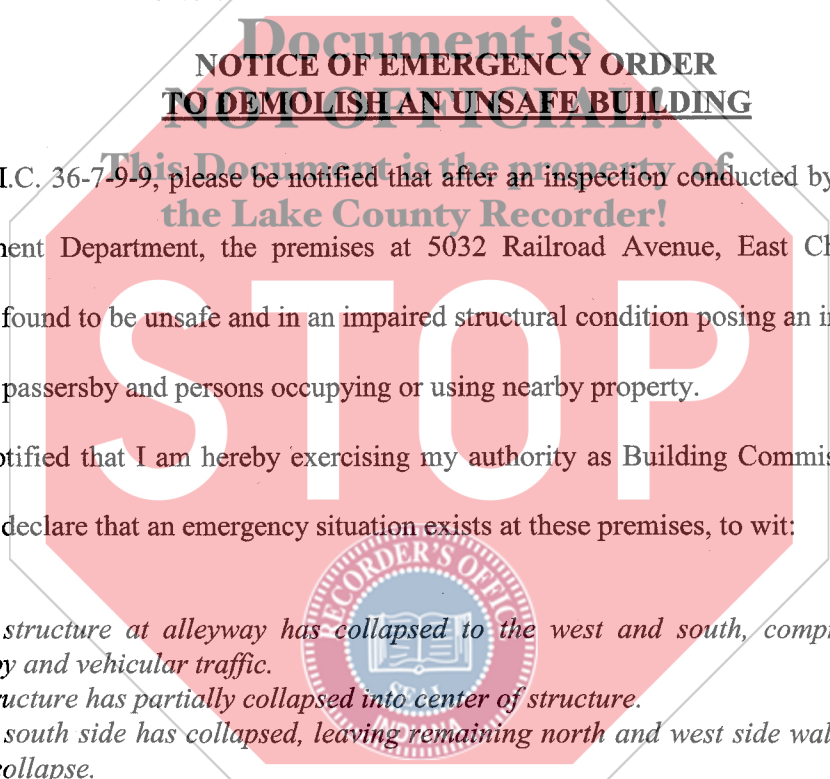 Document is
NOTICE OF EMERGENCY ORDER
NOT OFFICIAL!
TO DEMOLISH AN UNSAFE BUILDING
This Document is the property of
I.C. 36-7-9-9, please be notified that after an inspection conducted by
the Lake County Recorder!
ment Department, the premises at 5032 Railroad Avenue, East Ch
found to be unsafe and in an impaired structural condition posing an i
STOP
passersby and persons occupying or using nearby property.
otified that I am hereby exercising my authority as Building Commis
declare that an emergency situation exists at these premises, to wit:
RECORDER'S OFFICE
SEAL
INDIANA
structure at alleyway has collapsed to the west and south, compr
by and vehicular traffic.
ucture has partially collapsed into center of structure.
south side has collapsed, leaving remaining north and west side wal
collapse.